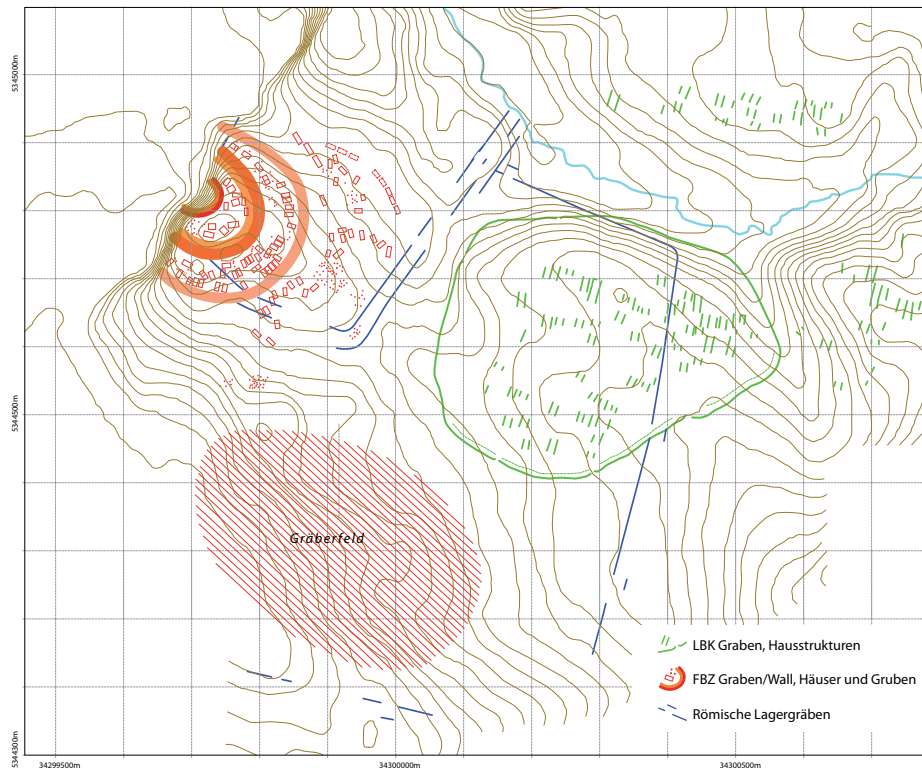 5345000m
5344500m
Gräberfeld
LBK Graben, Hausstrukturen
FBZ Graben/Wall, Häuser und Gruben
Römische Lagergräben
5344300m
34299500m 34300000m 34300500m